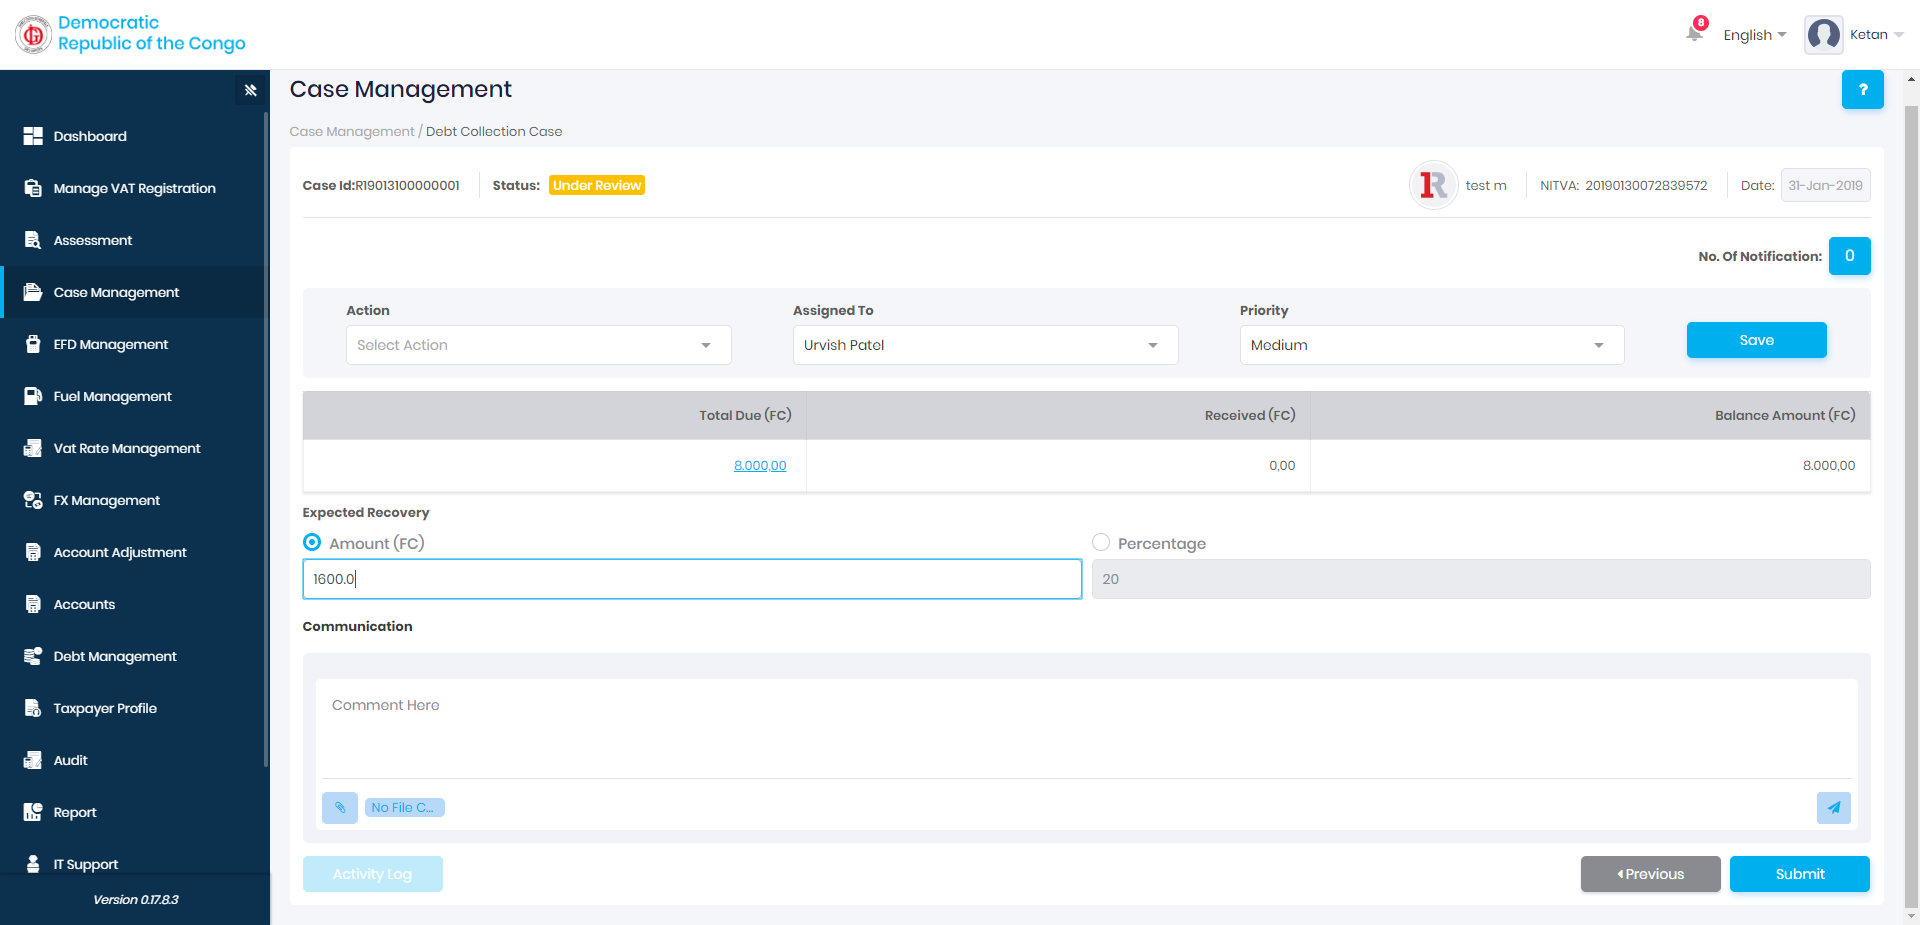 Democratic
Republic of the Congo
8
English
Ketan
Case Management
?
Case Management / Debt Collection Case
Dashboard
Manage VAT Registration
Assessment
Case Management
EFD Management
Fuel Management
Vat Rate Management
FX Management
Account Adjustment
Accounts
Debt Management
Taxpayer Profile
Audit
Report
IT Support
Version 0.17.8.3
Case Id:R19013100000001
Status: Under Review
test m
NITVA: 20190130072839572
Date: 31-Jan-2019
No. Of Notification: 0
Action
Assigned To
Priority
Select Action
Urvish Patel
Medium
Save
Total Due (FC)
Received (FC)
Balance Amount (FC)
8.000,00
0,00
8.000,00
Expected Recovery
Amount (FC)
Percentage
1600.0
20
Communication
Comment Here
No File C...
Activity Log
Previous
Submit